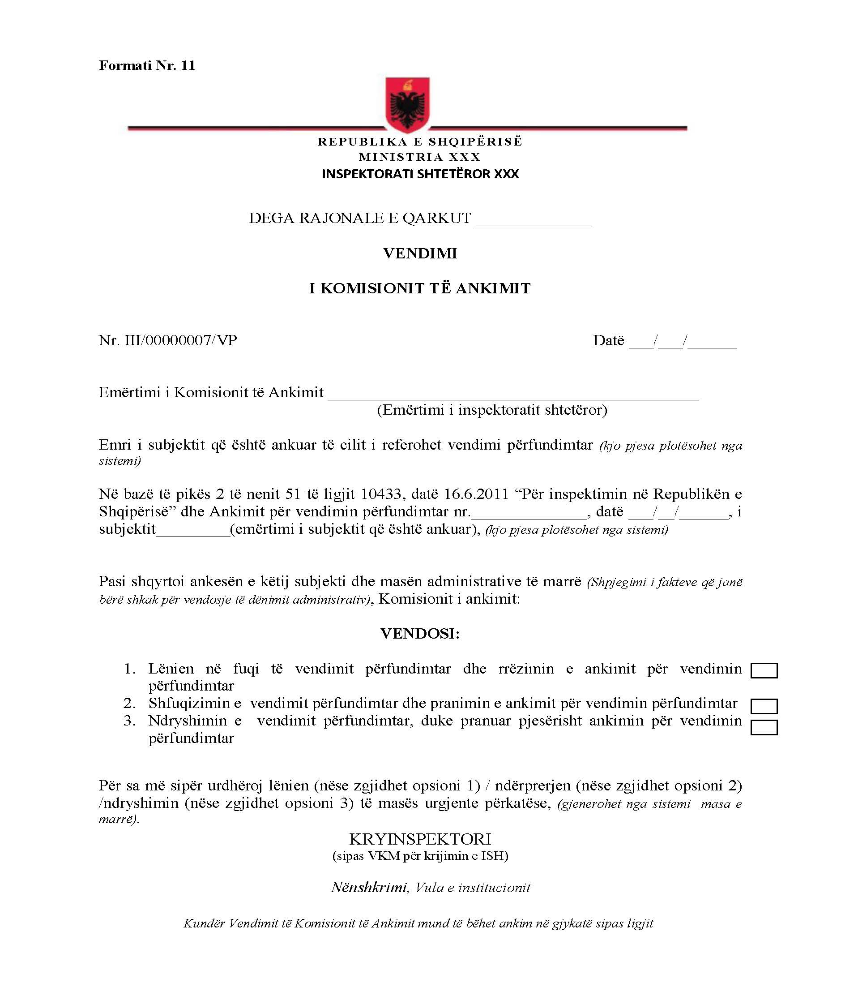 Formati Nr. 11
REPUBLIKA E SHQIPËRISË
MINISTRIA XXX
INSPEKTORATI SHTETËROR XXX
DEGA RAJONALE E QARKUT ______________
VENDIMI
I KOMISIONIT TË ANKIMIT
Nr. III/00000007/VP Datë ___/___/______
Emërtimi i Komisionit të Ankimit _____________________________________________
(Emërtimi i inspektoratit shtetëror)
Emri i subjektit që është ankuar të cilit i referohet vendimi përfundimtar (kjo pjesa plotësohet nga
sistemi)
Në bazë të pikës 2 të nenit 51 të ligjit 10433, datë 16.6.2011 “Për inspektimin në Republikën e
Shqipërisë” dhe Ankimit për vendimin përfundimtar nr.______________, datë ___/__/______, i
subjektit_________(emërtimi i subjektit që është ankuar), (kjo pjesa plotësohet nga sistemi)
Pasi shqyrtoi ankesën e këtij subjekti dhe masën administrative të marrë (Shpjegimi i fakteve që janë
bërë shkak për vendosje të dënimit administrativ), Komisionit i ankimit:
VENDOSI:
1. Lënien në fuqi të vendimit përfundimtar dhe rrëzimin e ankimit për vendimin
përfundimtar
2. Shfuqizimin e vendimit përfundimtar dhe pranimin e ankimit për vendimin përfundimtar
3. Ndryshimin e vendimit përfundimtar, duke pranuar pjesërisht ankimin për vendimin
përfundimtar
Për sa më sipër urdhëroj lënien (nëse zgjidhet opsioni 1) / ndërprerjen (nëse zgjidhet opsioni 2)
/ndryshimin (nëse zgjidhet opsioni 3) të masës urgjente përkatëse, (gjenerohet nga sistemi masa e
marrë).
KRYINSPEKTORI
(sipas VKM për krijimin e ISH)
Nënshkrimi, Vula e institucionit
Kundër Vendimit të Komisionit të Ankimit mund të bëhet ankim në gjykatë sipas ligjit